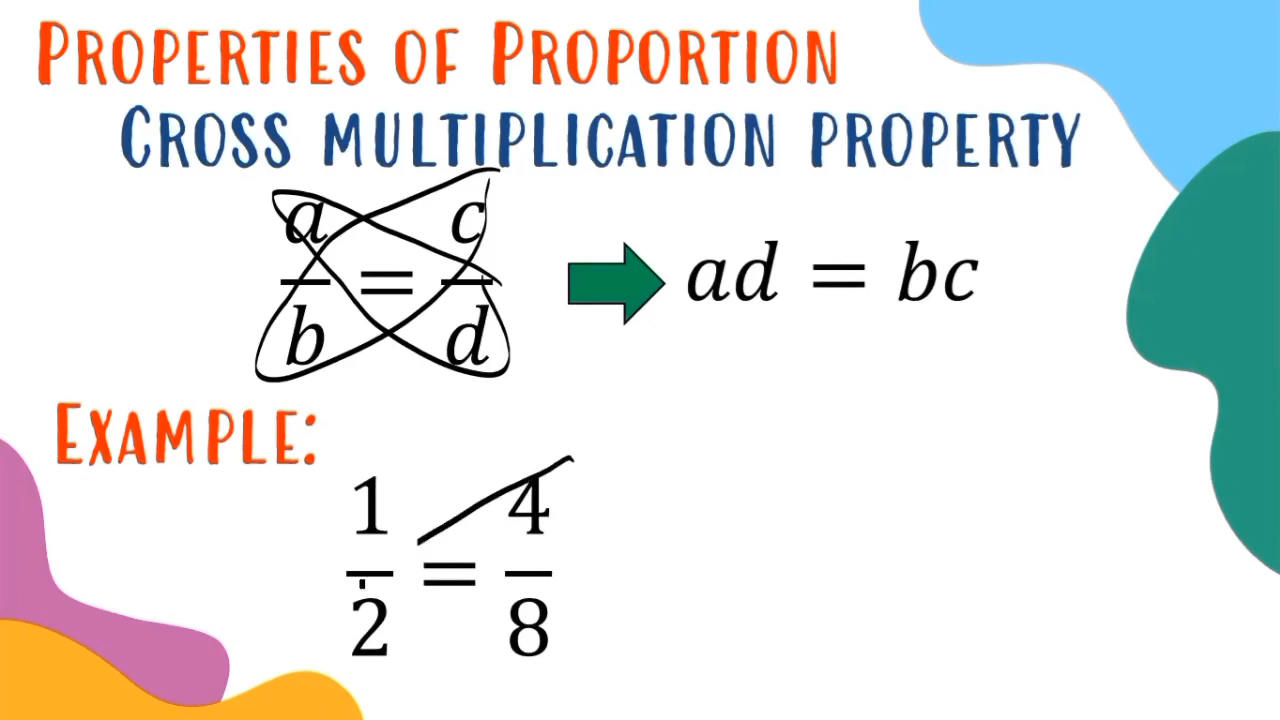 PROPERTIES OF PROPORTION
CROSS MULTIPLICATION PROPERTY
a/b = c/d ➡ ad = bc
EXAMPLE:
1/2 = 4/8